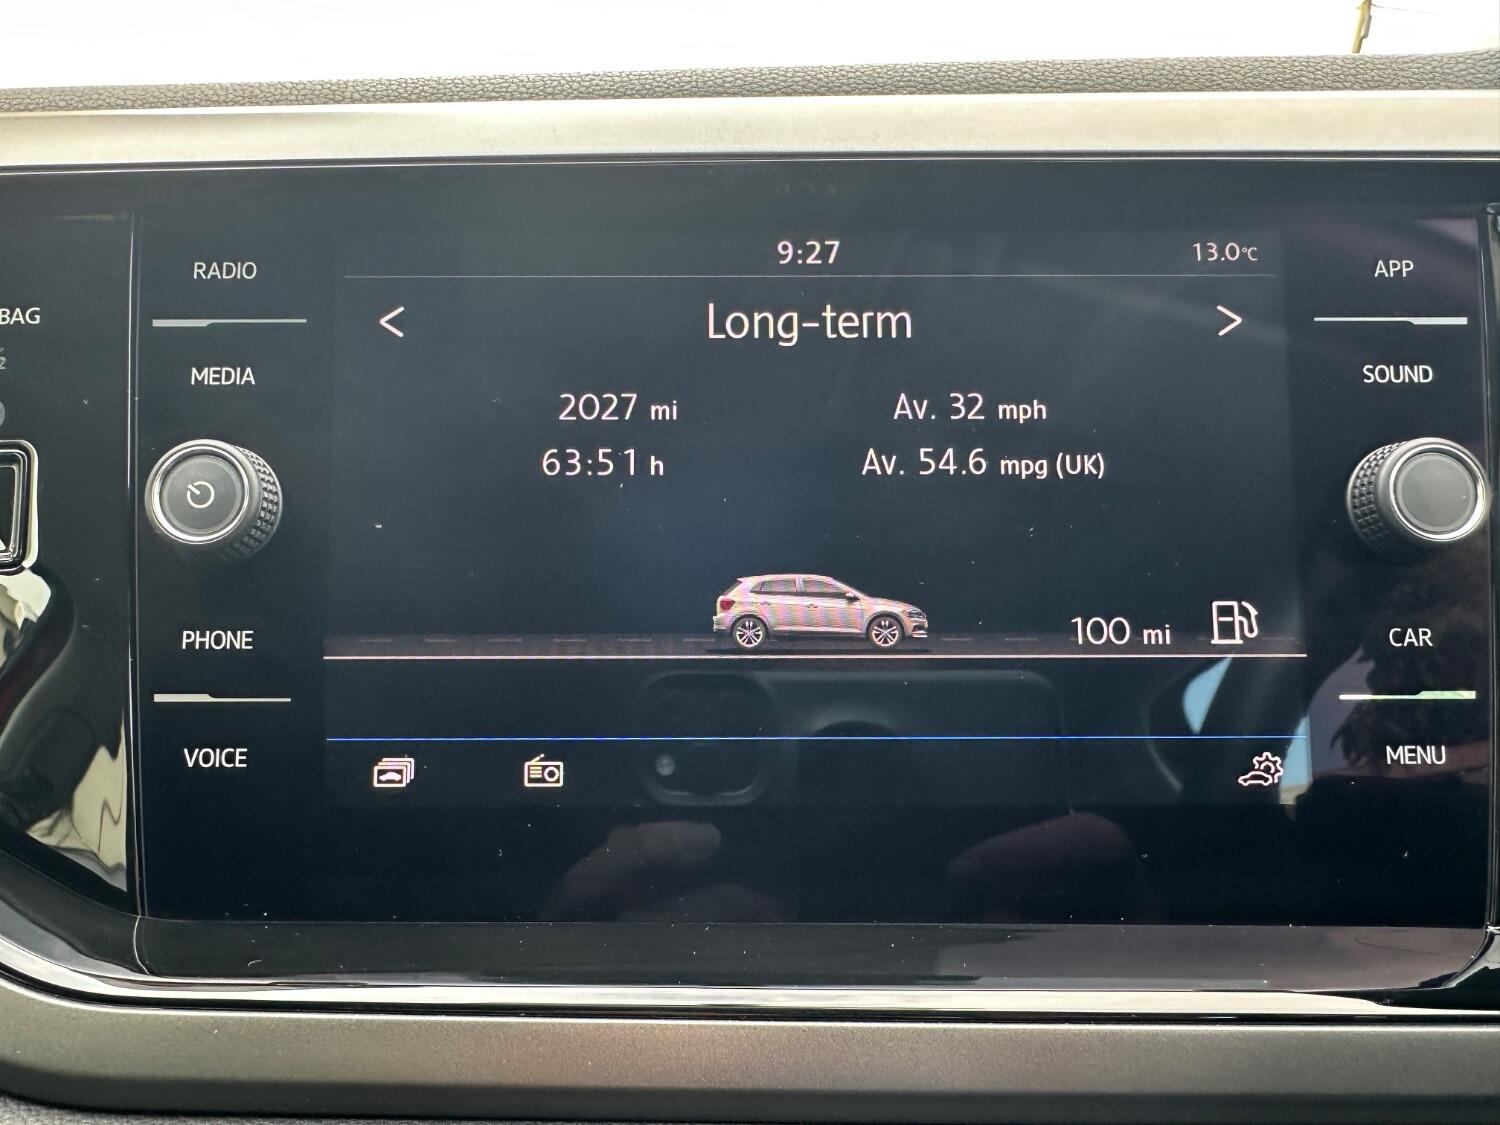 9:27
13.0°C
RADIO
APP
BAG
< Long-term >
MEDIA
SOUND
2027 mi
Av. 32 mph
63:51 h
Av. 54.6 mpg (UK)
PHONE
100 mi
CAR
VOICE
MENU